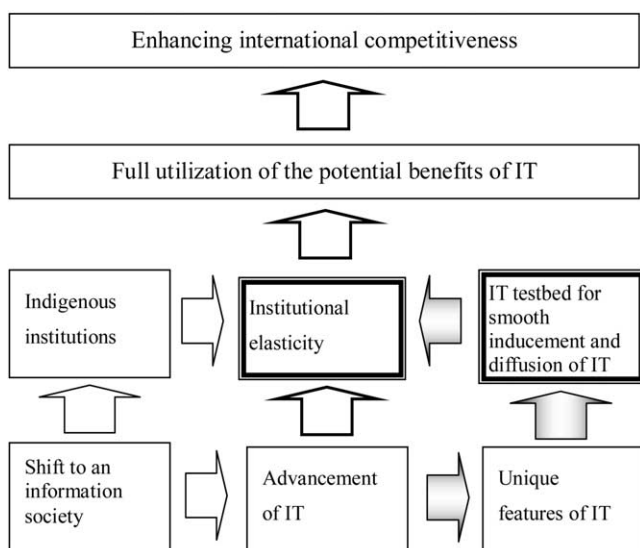 Enhancing international competitiveness
Full utilization of the potential benefits of IT
Indigenous
institutions
Institutional
elasticity
IT testbed for
smooth
inducement and
diffusion of IT
Shift to an
information
society
Advancement
of IT
Unique
features of IT